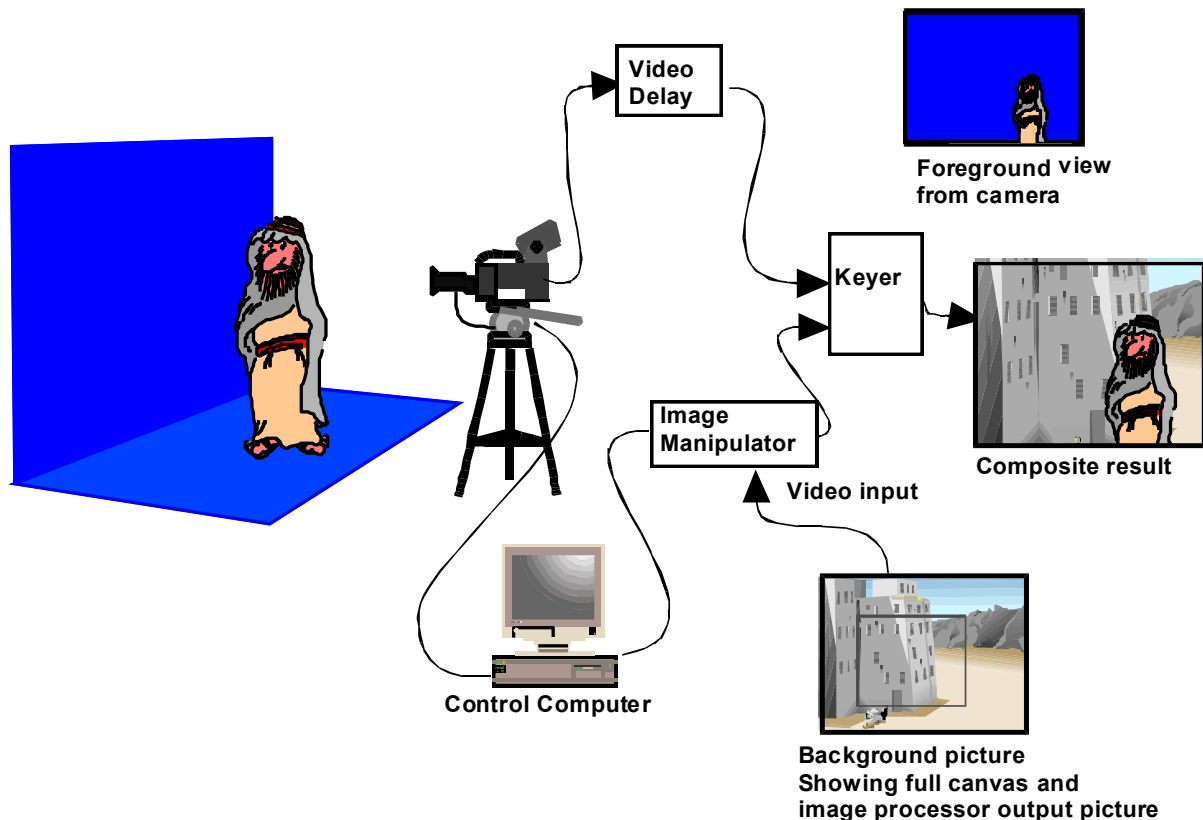 Video
Delay
Foreground view
from camera
Keyer
Image
Manipulator
Composite result
Video input
Control Computer
Background picture
Showing full canvas and
image processor output picture